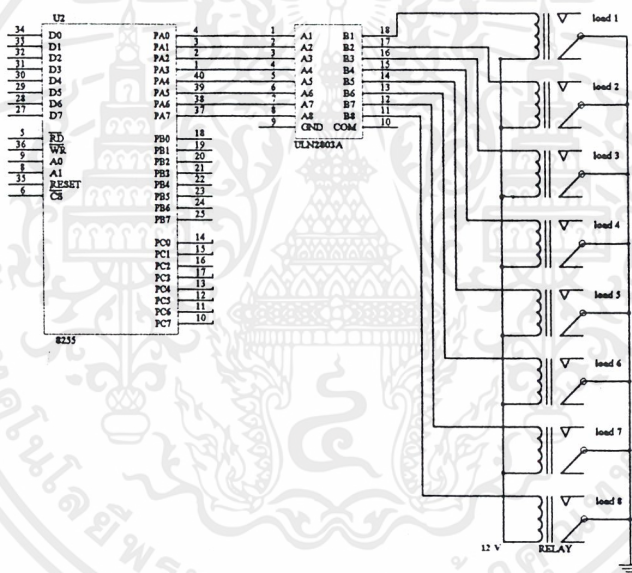 U2
34 D0 PA0 4
33 D1 PA1 3
32 D2 PA2 2
31 D3 PA3 1
30 D4 PA4 40
29 D5 PA5 39
28 D6 PA6 38
27 D7 PA7 37
5 RD PB0 18
36 WR PB1 19
9 A0 PB2 20
8 A1 PB3 21
35 RESET PB4 22
6 CS PB5 23
PB6 24
PB7 25
PC0 14
PC1 15
PC2 16
PC3 17
PC4 13
PC5 12
PC6 11
PC7 10
8255
1 A1 B1 18
2 A2 B2 17
3 A3 B3 16
4 A4 B4 15
5 A5 B5 14
6 A6 B6 13
7 A7 B7 12
8 A8 B8 11
9 GND COM 10
ULN2803A
load 1
load 2
load 3
load 4
load 5
load 6
load 7
load 8
12 V RELAY